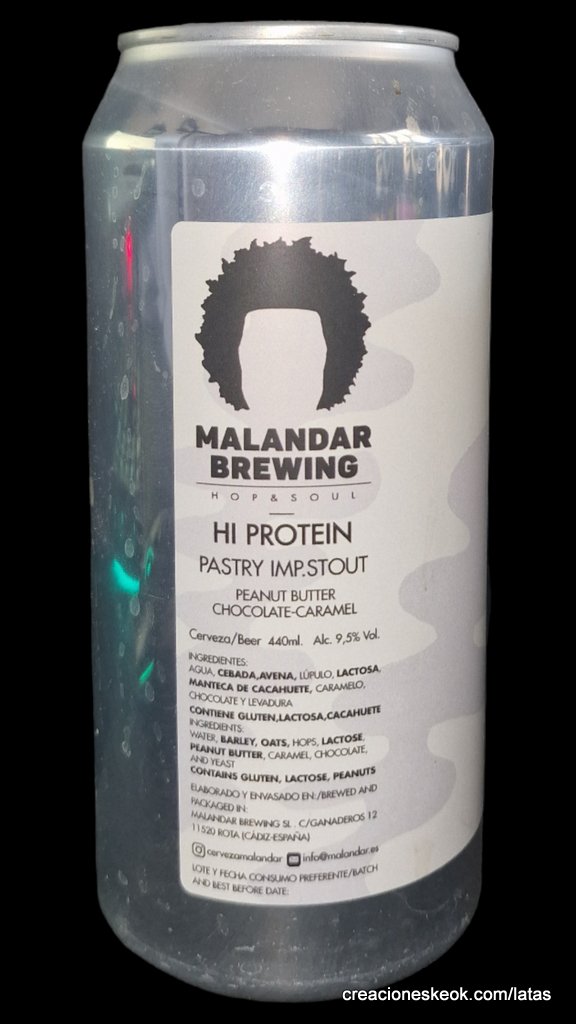 MALANDAR
BREWING
HOP & SOUL
HI PROTEIN
PASTRY IMP.STOUT
PEANUT BUTTER
CHOCOLATE-CARAMEL
Cerveza/Beer 440ml. Alc. 9,5% Vol.
INGREDIENTES:
AGUA, CEBADA,AVENA, LÚPULO, LACTOSA,
MANTECA DE CACAHUETE, CARAMELO,
CHOCOLATE Y LEVADURA
CONTIENE GLUTEN,LACTOSA,CACAHUETE
INGREDIENTS:
WATER, BARLEY, OATS, HOPS, LACTOSE,
PEANUT BUTTER, CARAMEL, CHOCOLATE,
AND YEAST
CONTAINS GLUTEN, LACTOSE, PEANUTS
ELABORADO Y ENVASADO EN:/BREWED AND
PACKAGED IN:
MALANDAR BREWING SL . C/GANADEROS 12
11520 ROTA (CÁDIZ-ESPAÑA)
cervezamalandar info@malandar.es
LOTE Y FECHA CONSUMO PREFERENTE/BATCH
AND BEST BEFORE DATE:
creacioneskeok.com/latas